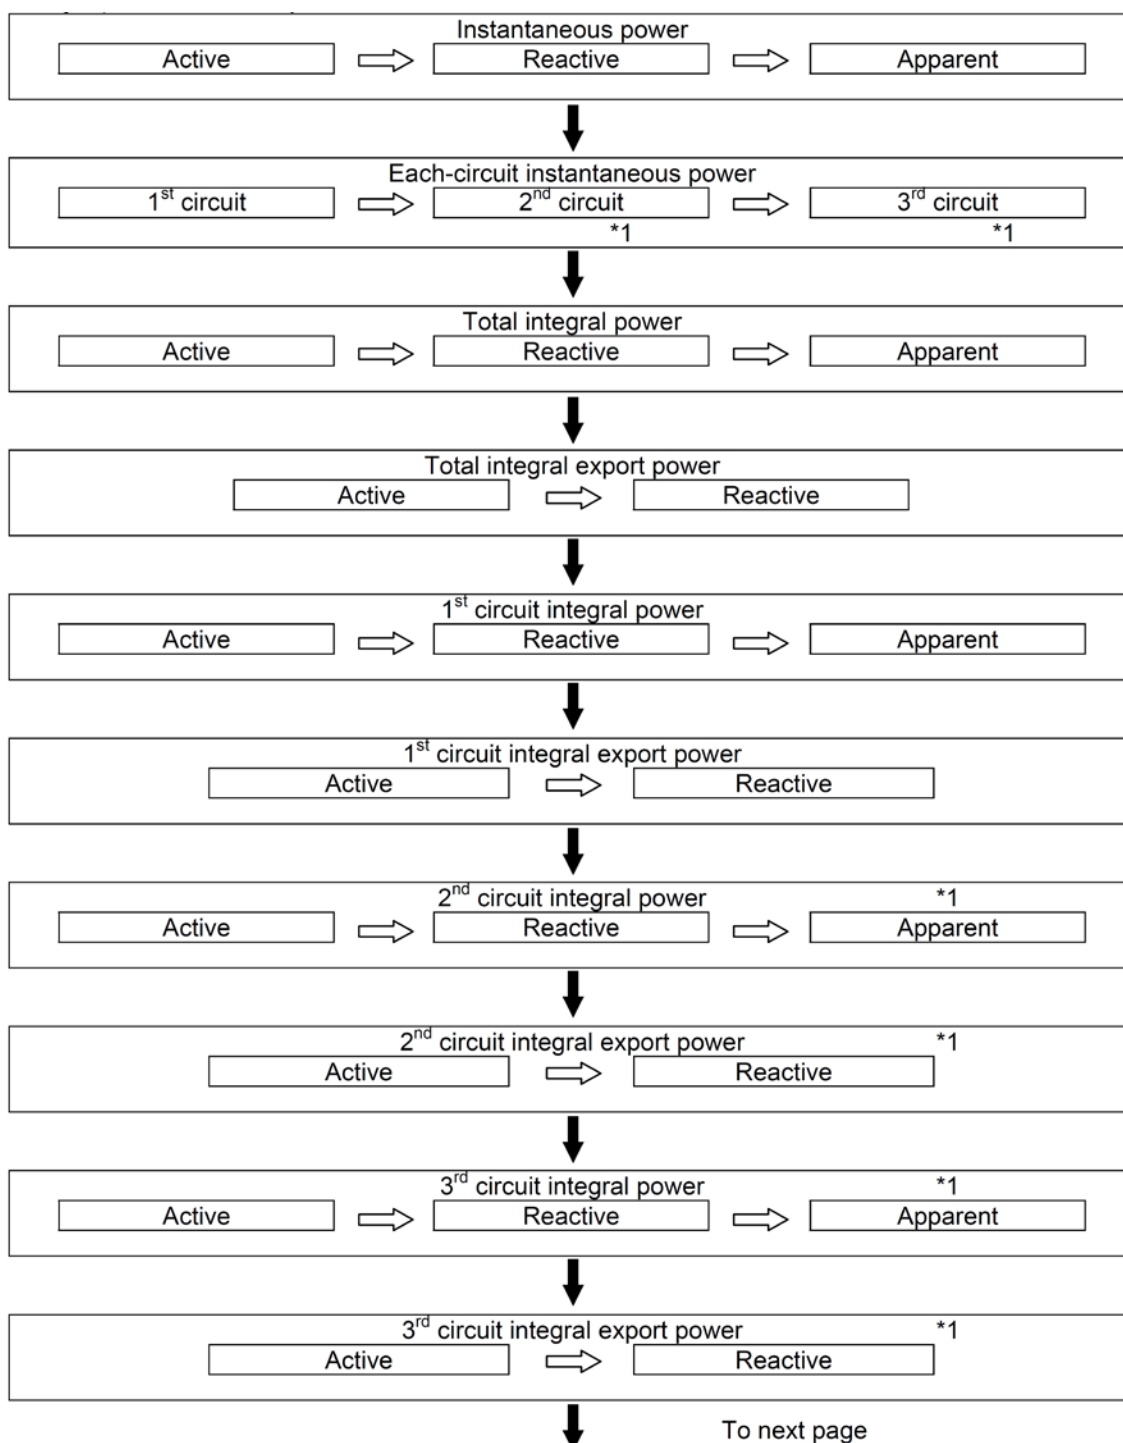 Instantaneous power
Active Reactive Apparent
Each-circuit instantaneous power
1st circuit 2nd circuit 3rd circuit
*1 *1
Total integral power
Active Reactive Apparent
Total integral export power
Active Reactive
1st circuit integral power
Active Reactive Apparent
1st circuit integral export power
Active Reactive
2nd circuit integral power *1
Active Reactive Apparent
2nd circuit integral export power *1
Active Reactive
3rd circuit integral power *1
Active Reactive Apparent
3rd circuit integral export power *1
Active Reactive
To next page